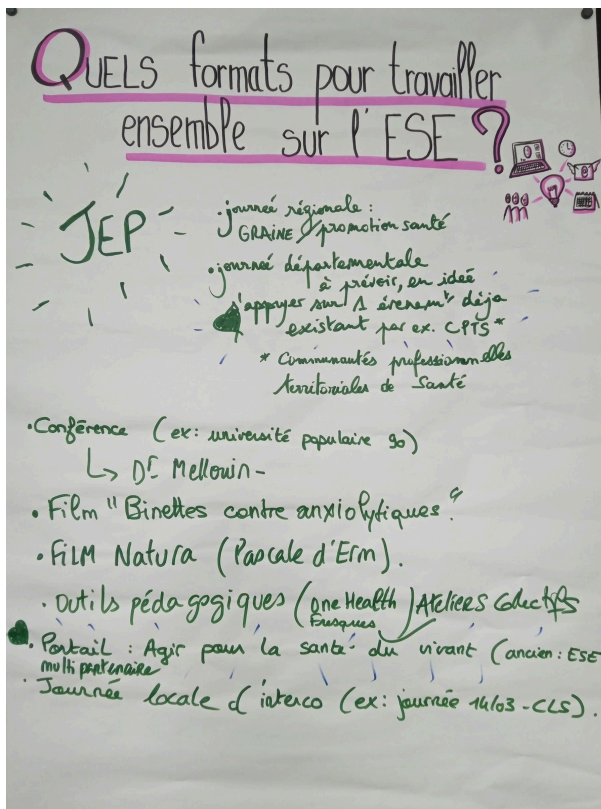 QUELS formats pour travailler
ensemble sur l'ESE ?
JEP
• journée régionale :
GRAINE / promotion santé
• journée départementale
à prévoir, en idée
s'appuyer sur 1 évènemt déja
existant par ex. CPTS *
* Communautés professionnelles
territoriales de Santé
• Conférence (ex: université populaire 90)
↳ Dr Mellouin -
• Film "Binettes contre anxiolytiques"
• FiLM Natura (Pascale d'Erm).
• outils pédagogiques (one Health) Ateliers Collectifs
Fresques
• Portail : Agir pour la santé du vivant (ancien : ESE
multi partenaire
• Journée locale d'interco (ex: journée 14/03 - CLS).